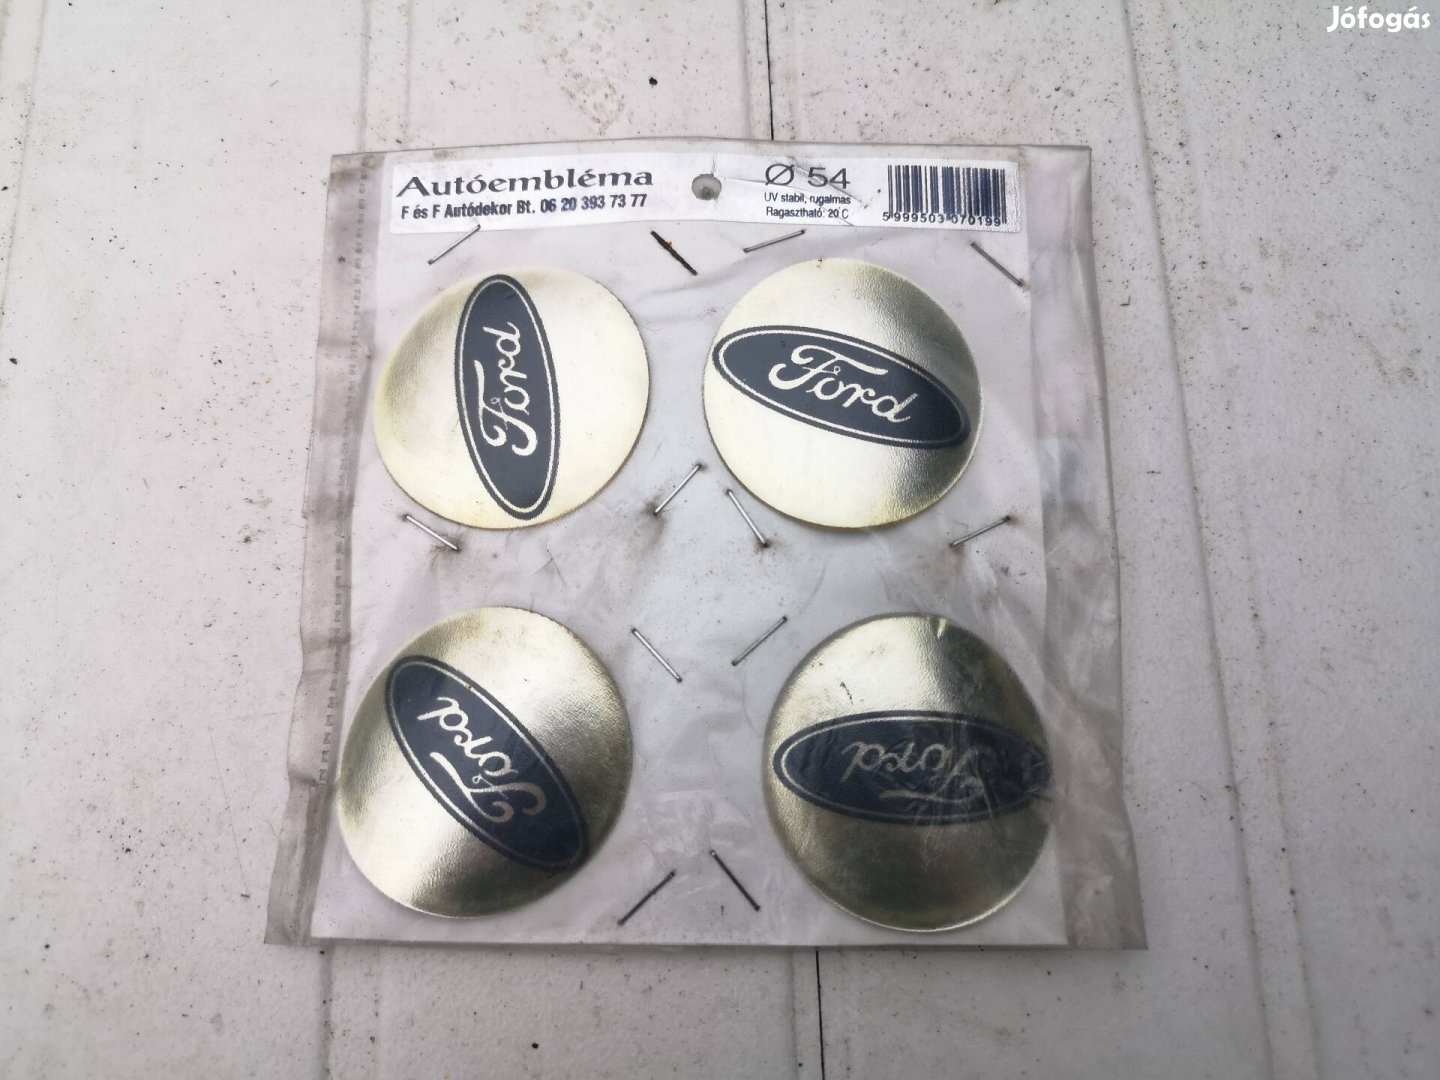 Jófogás
Autóembléma
F és F Autódekor Bt. 06 20 393 73 77
Ø 54
UV stabil, rugalmas
Ragasztható: 20 C
5 999503 070199
Ford
Ford
Ford
Ford